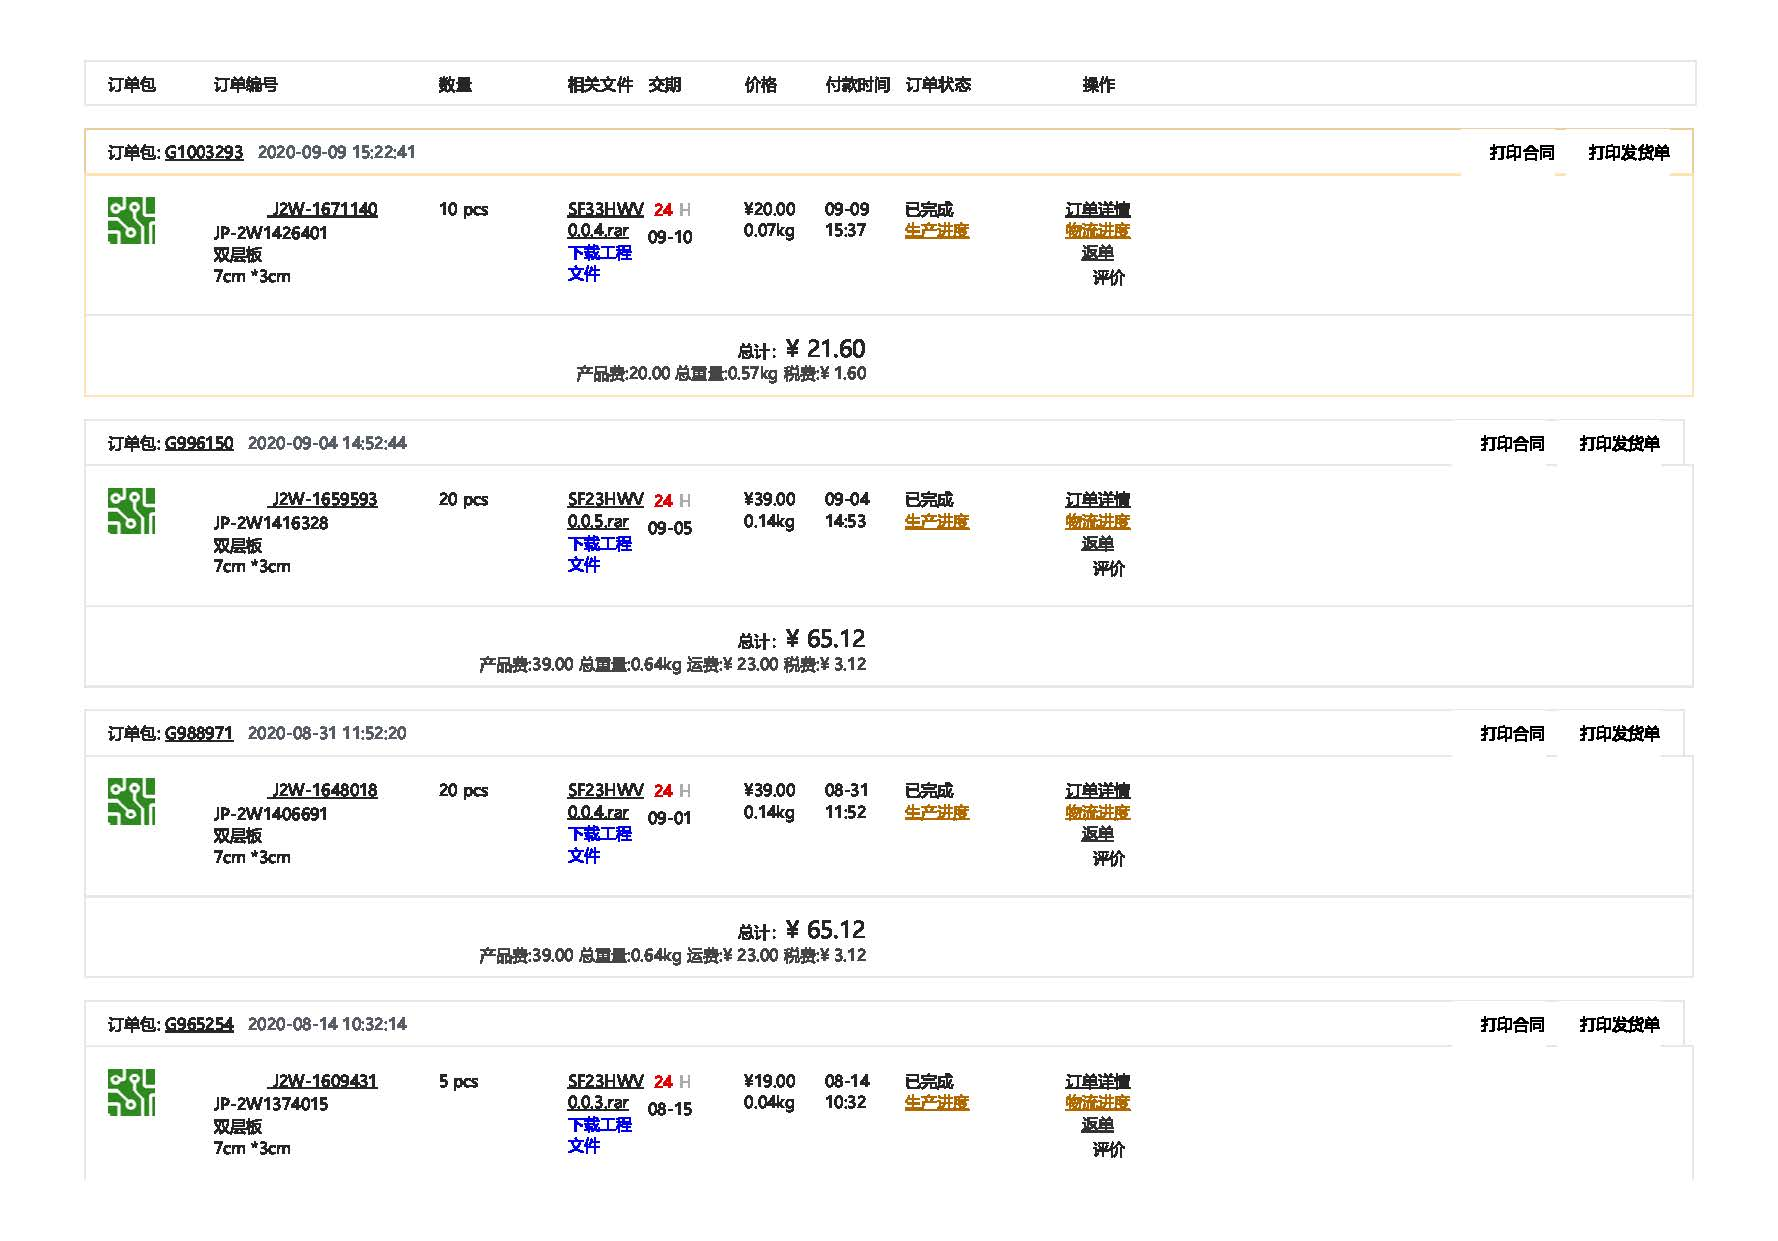 订单包 订单编号 数量 相关文件 交期 价格 付款时间 订单状态 操作
订单包: G1003293 2020-09-09 15:22:41 打印合同 打印发货单
J2W-1671140 10 pcs SF33HWV 24 H ¥20.00 09-09 已完成 订单详情
JP-2W1426401 0.0.4.rar 09-10 0.07kg 15:37 生产进度 物流进度
双层板 下载工程 返单
7cm *3cm 文件 评价
总计: ¥ 21.60
产品费:20.00 总重量:0.57kg 税费:¥ 1.60
订单包: G996150 2020-09-04 14:52:44 打印合同 打印发货单
J2W-1659593 20 pcs SF23HWV 24 H ¥39.00 09-04 已完成 订单详情
JP-2W1416328 0.0.5.rar 09-05 0.14kg 14:53 生产进度 物流进度
双层板 下载工程 返单
7cm *3cm 文件 评价
总计: ¥ 65.12
产品费:39.00 总重量:0.64kg 运费:¥ 23.00 税费:¥ 3.12
订单包: G988971 2020-08-31 11:52:20 打印合同 打印发货单
J2W-1648018 20 pcs SF23HWV 24 H ¥39.00 08-31 已完成 订单详情
JP-2W1406691 0.0.4.rar 09-01 0.14kg 11:52 生产进度 物流进度
双层板 下载工程 返单
7cm *3cm 文件 评价
总计: ¥ 65.12
产品费:39.00 总重量:0.64kg 运费:¥ 23.00 税费:¥ 3.12
订单包: G965254 2020-08-14 10:32:14 打印合同 打印发货单
J2W-1609431 5 pcs SF23HWV 24 H ¥19.00 08-14 已完成 订单详情
JP-2W1374015 0.0.3.rar 08-15 0.04kg 10:32 生产进度 物流进度
双层板 下载工程 返单
7cm *3cm 文件 评价